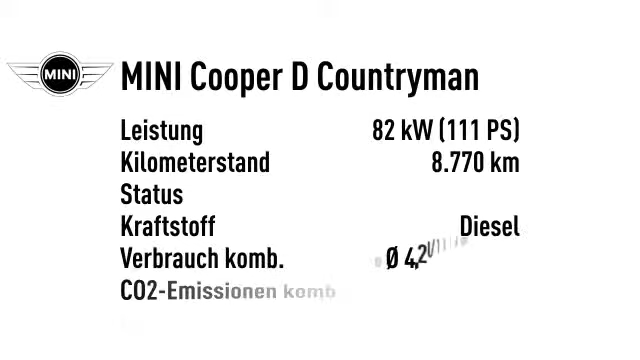 MINI
MINI Cooper D Countryman
Leistung 82 kW (111 PS)
Kilometerstand 8.770 km
Status
Kraftstoff Diesel
Verbrauch komb. Ø 4,2
CO2-Emissionen komb